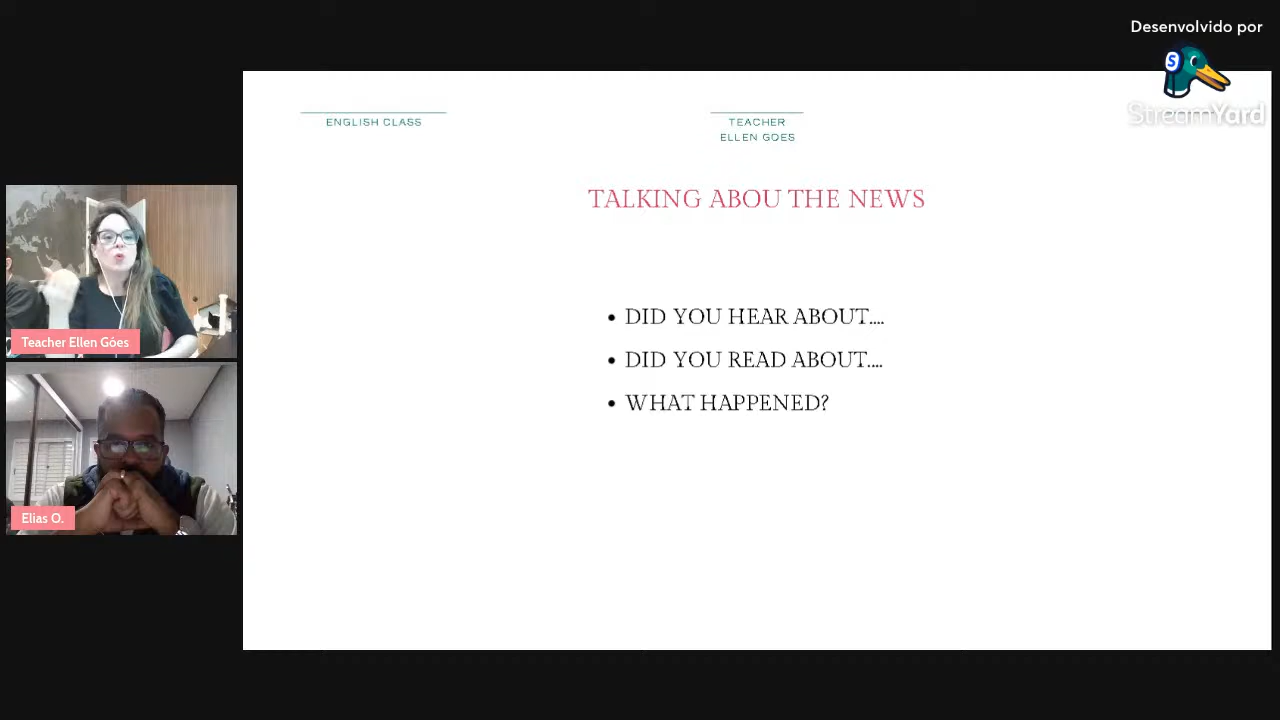 Desenvolvido por
S
StreamYard
ENGLISH CLASS
TEACHER
ELLEN GOES
TALKING ABOU THE NEWS
• DID YOU HEAR ABOUT....
• DID YOU READ ABOUT....
• WHAT HAPPENED?
Teacher Ellen Góes
Elias O.